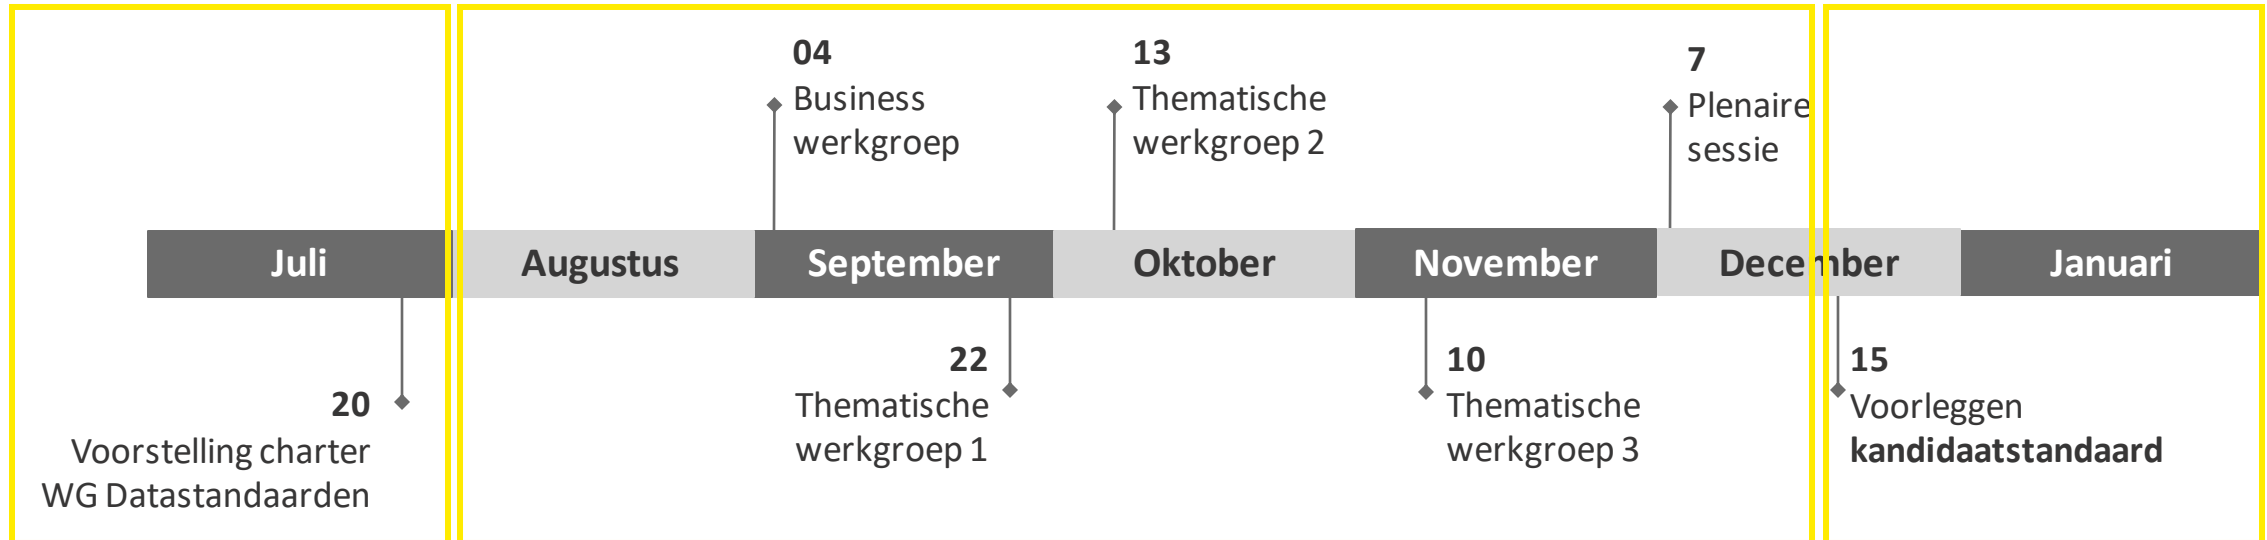 04
Business
werkgroep
13
Thematische
werkgroep 2
7
Plenaire
sessie
Juli
Augustus
September
Oktober
November
December
Januari
20
Voorstelling charter
WG Datastandaarden
22
Thematische
werkgroep 1
10
Thematische
werkgroep 3
15
Voorleggen
kandidaatstandaard